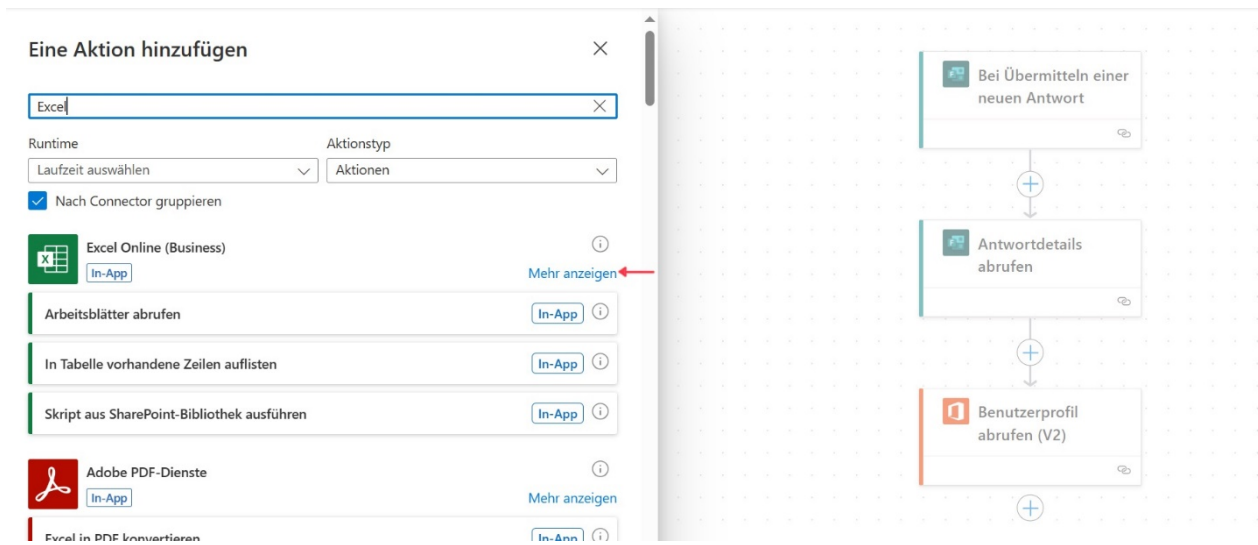 Eine Aktion hinzufügen
Excel
Runtime
Aktionstyp
Laufzeit auswählen
Aktionen
Nach Connector gruppieren
Excel Online (Business)
In-App
Mehr anzeigen
Arbeitsblätter abrufen
In-App
In Tabelle vorhandene Zeilen auflisten
In-App
Skript aus SharePoint-Bibliothek ausführen
In-App
Adobe PDF-Dienste
In-App
Mehr anzeigen
Excel in PDF konvertieren
In-App
Bei Übermitteln einer
neuen Antwort
Antwortdetails
abrufen
Benutzerprofil
abrufen (V2)